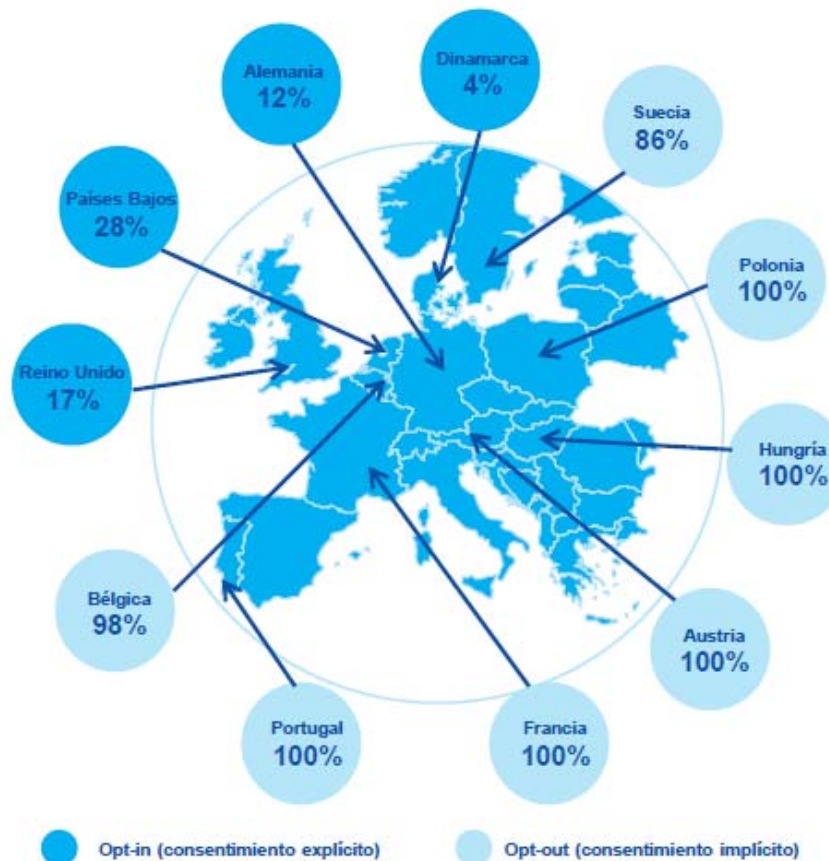 Alemania
12%
Dinamarca
4%
Suecia
86%
Países Bajos
28%
Polonia
100%
Reino Unido
17%
Hungría
100%
Bélgica
98%
Austria
100%
Portugal
100%
Francia
100%
Opt-in (consentimiento explícito)
Opt-out (consentimiento implícito)